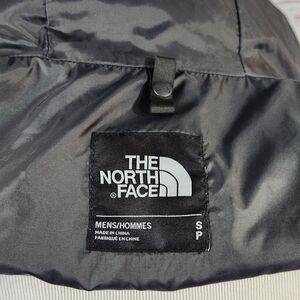 THE
NORTH
FACE
®
MENS/HOMMES
MADE IN CHINA
FABRIQUÉ EN CHINE
S
P